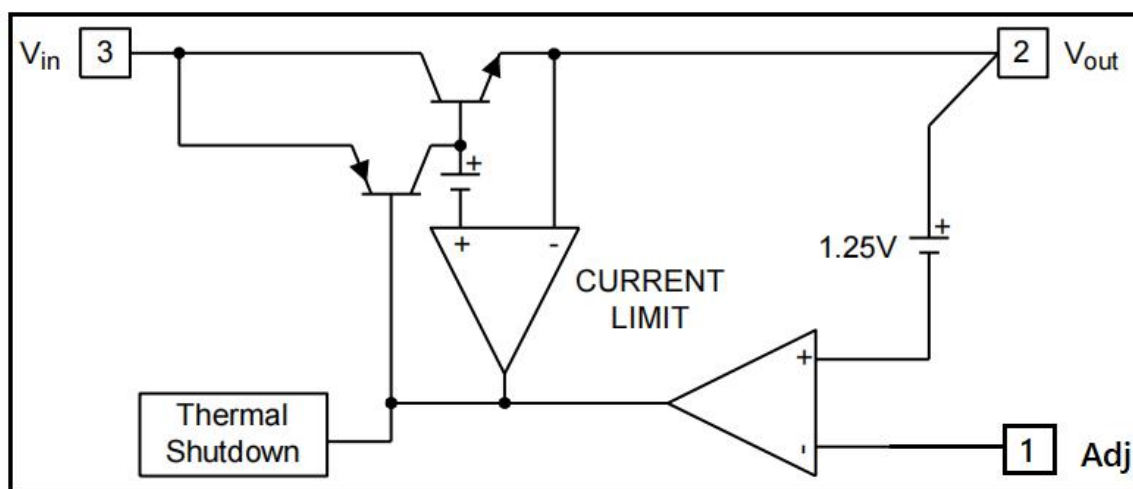 Vin 3
2 Vout
+
+
1.25V
+ -
CURRENT
LIMIT
+
Thermal
Shutdown
-
1 Adj